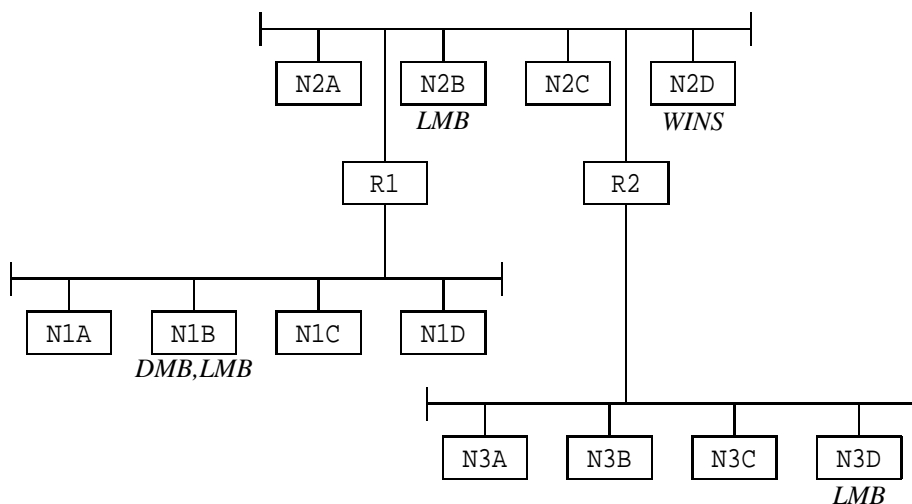 N2A N2B N2C N2D
LMB WINS
R1 R2
N1A N1B N1C N1D
DMB,LMB
N3A N3B N3C N3D
LMB